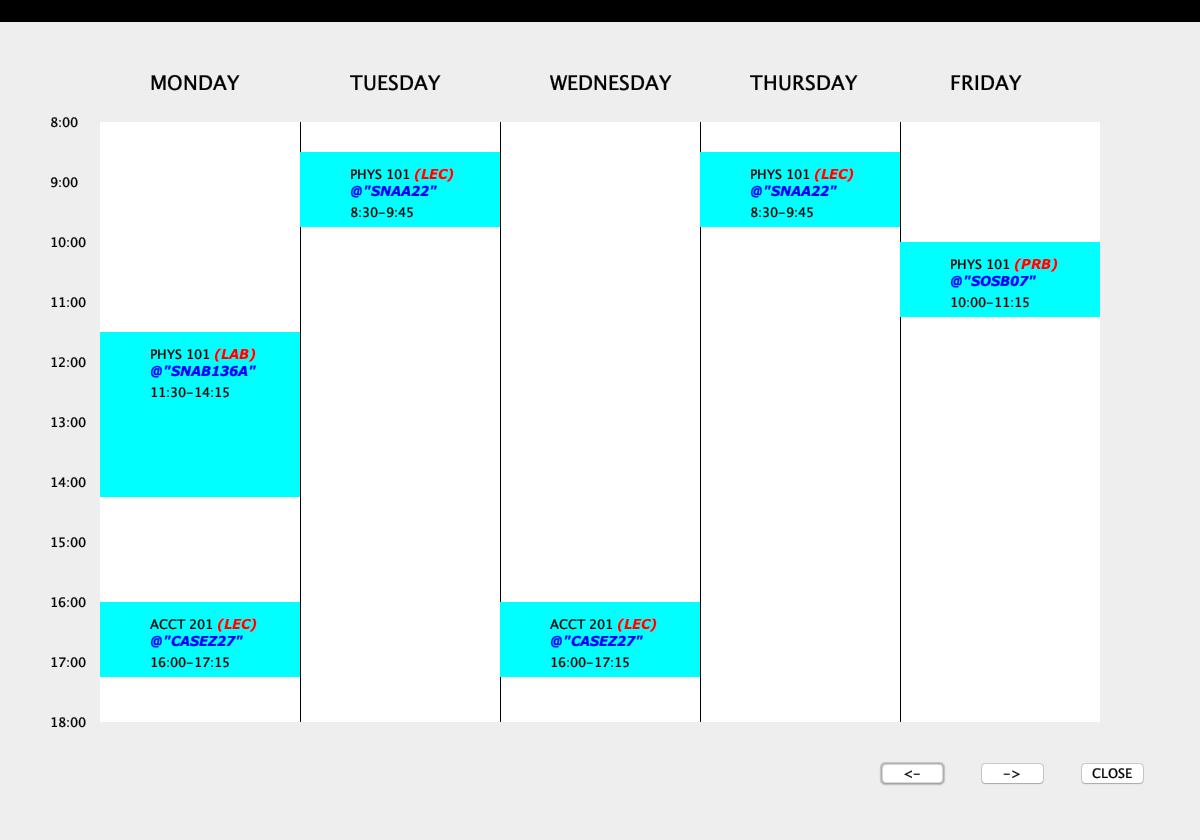 MONDAY TUESDAY WEDNESDAY THURSDAY FRIDAY
8:00
PHYS 101 (LEC)
@"SNAA22"
8:30-9:45
PHYS 101 (LEC)
@"SNAA22"
8:30-9:45
9:00
10:00
PHYS 101 (PRB)
@"SOSB07"
10:00-11:15
11:00
PHYS 101 (LAB)
@"SNAB136A"
11:30-14:15
12:00
13:00
14:00
15:00
16:00
ACCT 201 (LEC)
@"CASEZ27"
16:00-17:15
ACCT 201 (LEC)
@"CASEZ27"
16:00-17:15
17:00
18:00
<- -> CLOSE